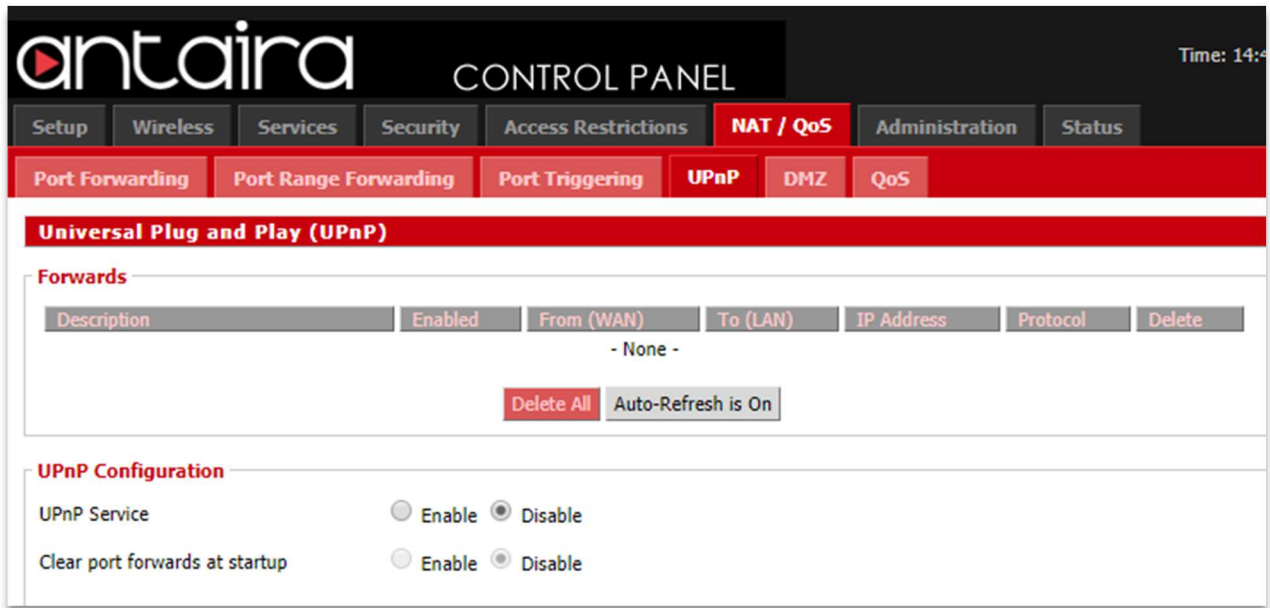 antaira CONTROL PANEL
Time: 14:4
Setup Wireless Services Security Access Restrictions NAT / QoS Administration Status
Port Forwarding Port Range Forwarding Port Triggering UPnP DMZ QoS
Universal Plug and Play (UPnP)
Forwards
Description Enabled From (WAN) To (LAN) IP Address Protocol Delete
- None -
Delete All Auto-Refresh is On
UPnP Configuration
UPnP Service Enable Disable
Clear port forwards at startup Enable Disable